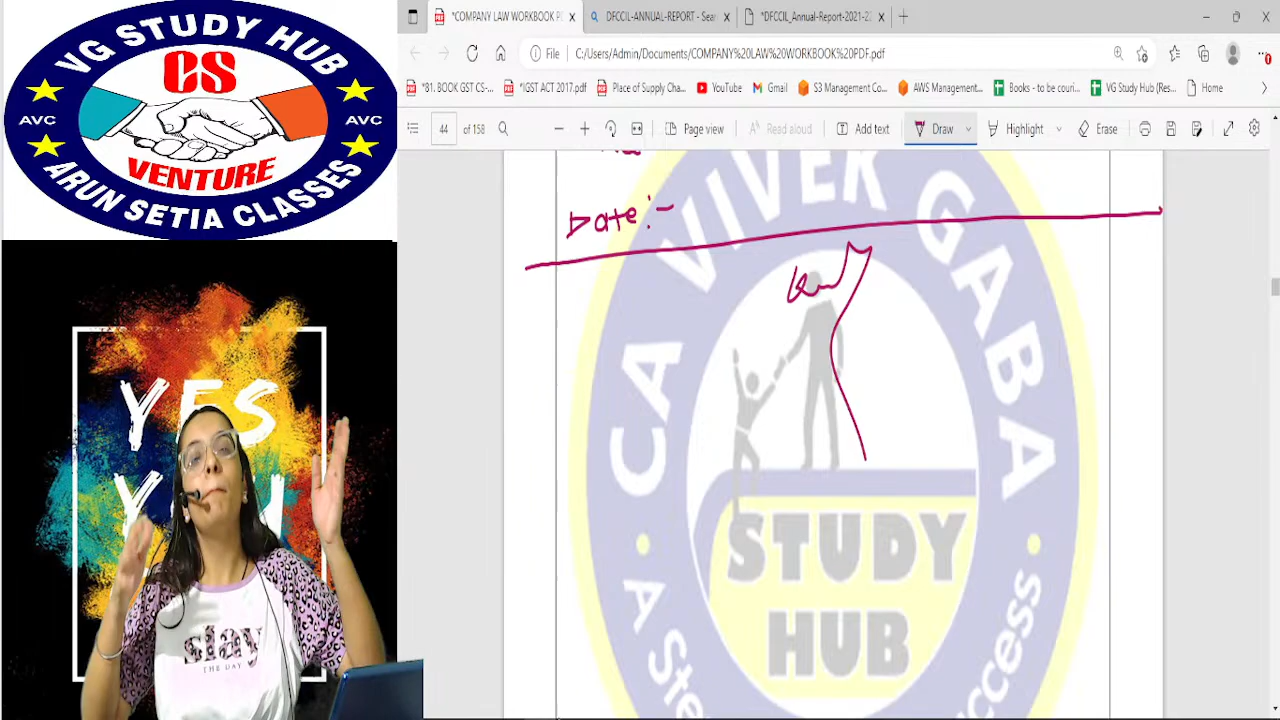 VG STUDY HUB
CS
AVC
AVC
VENTURE
ARUN SETIA CLASSES
YES
slay
THE DAY
*COMPANY LAW WORKBOOK P
DFCCIL-ANNUAL-REPORT - Sear
*DFCCIL_Annual-Report2021-2
File
C:/Users/Admin/Documents/COMPANY%20LAW%20WORKBOOK%20PDF.pdf
*81. BOOK GST Co...
*IGST ACT 2017.pdf
Place of Supply Cha...
YouTube
Gmail
S3 Management Co...
AWS Management...
Books - to be couri...
Study Hub (Res...
Home
44
of 158
Page view
Read aloud
Add text
Draw
Highlight
Erase
Date:-
CA VIVEK GABA
STUDY
HUB
A Ste
ccess